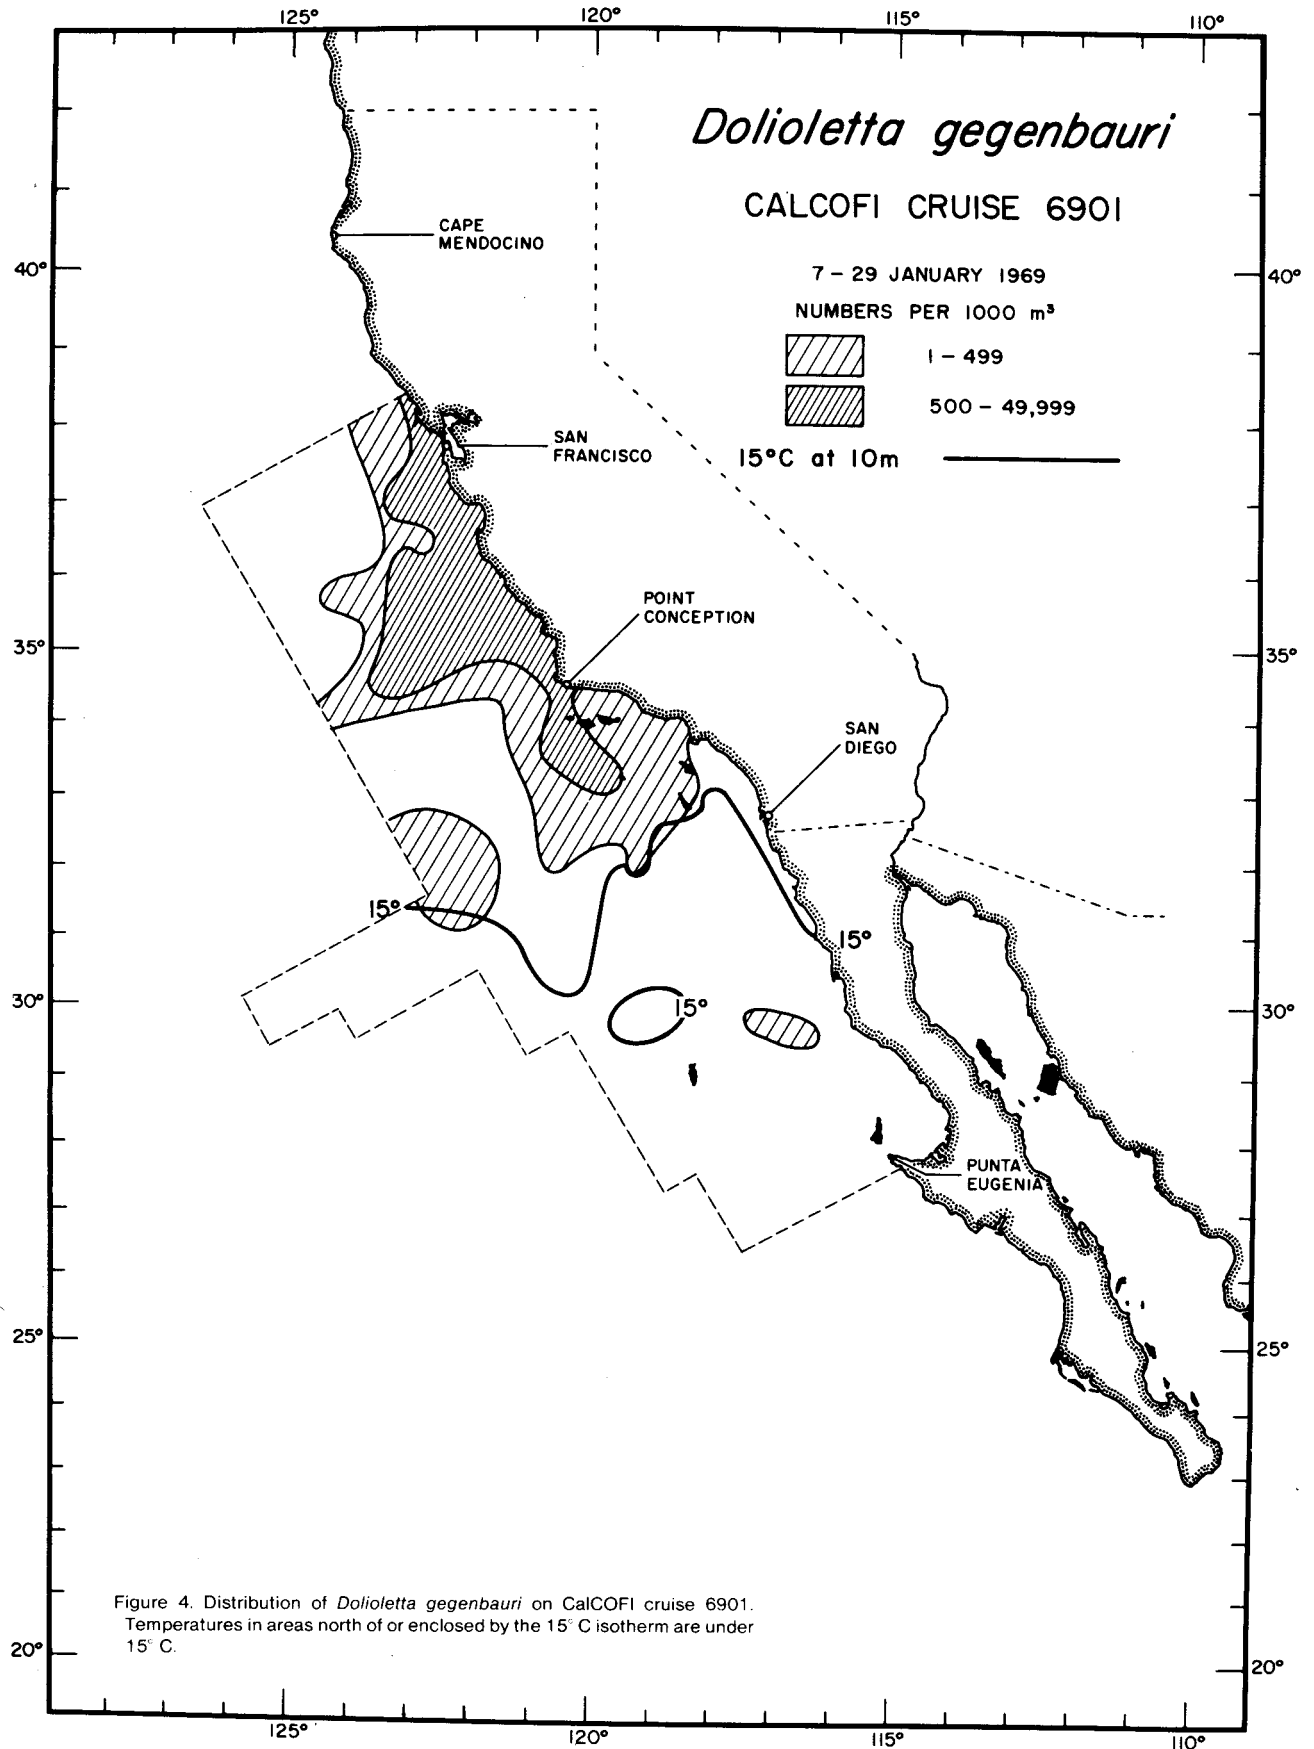 125°
120°
115°
110°
Dolioletta gegenbauri
CALCOFI CRUISE 6901
7 – 29 JANUARY 1969
NUMBERS PER 1000 m³
1 – 499
500 – 49,999
15°C at 10m
CAPE
MENDOCINO
40°
40°
SAN
FRANCISCO
POINT
CONCEPTION
35°
35°
SAN
DIEGO
15°
15°
15°
30°
30°
PUNTA
EUGENIA
25°
25°
Figure 4. Distribution of Dolioletta gegenbauri on CalCOFI cruise 6901.
Temperatures in areas north of or enclosed by the 15° C isotherm are under
15° C.
20°
20°
125°
120°
115°
110°